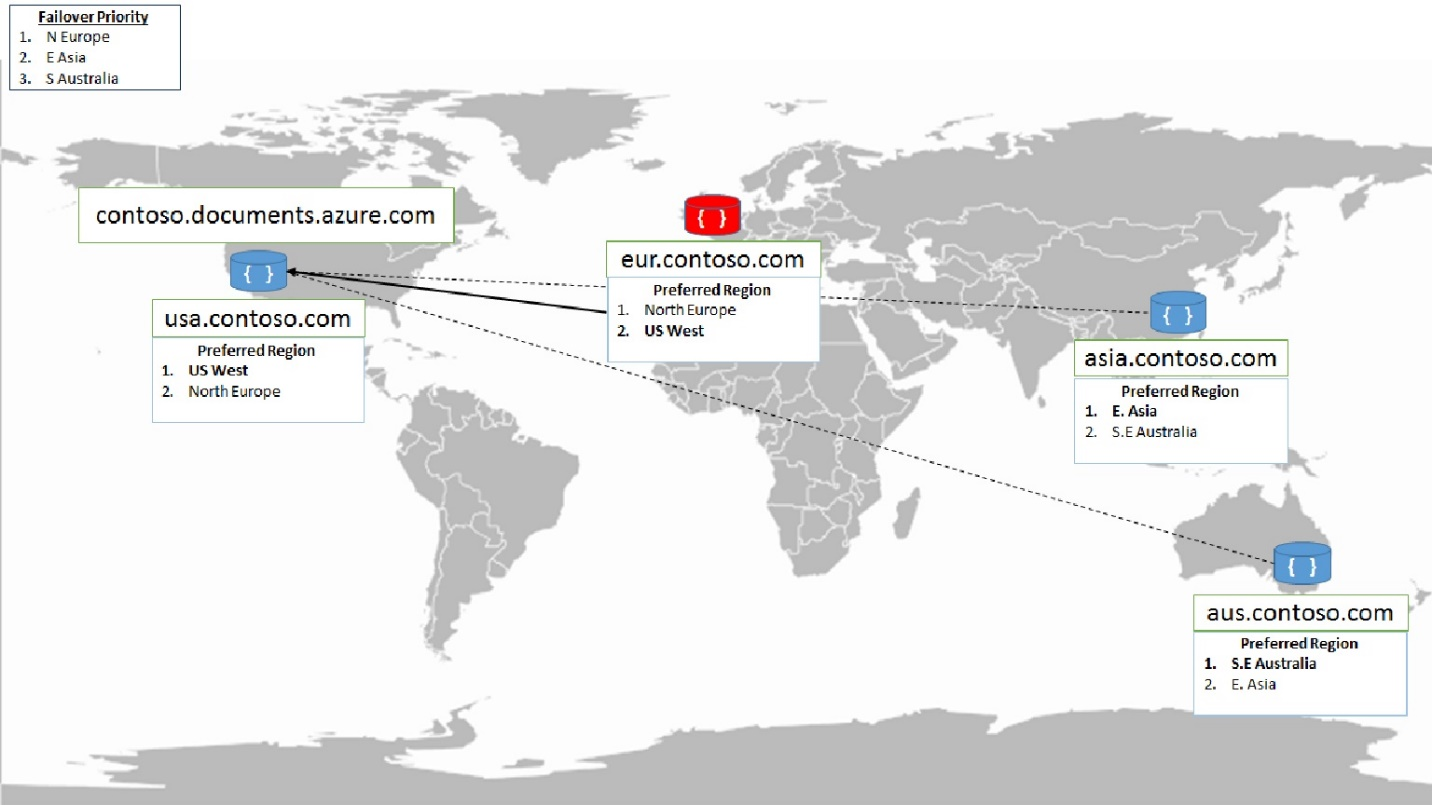 Failover Priority
1. N Europe
2. E Asia
3. S Australia
contoso.documents.azure.com
{ }
usa.contoso.com
Preferred Region
1. US West
2. North Europe
{ }
eur.contoso.com
Preferred Region
1. North Europe
2. US West
{ }
asia.contoso.com
Preferred Region
1. E. Asia
2. S.E Australia
{ }
aus.contoso.com
Preferred Region
1. S.E Australia
2. E. Asia